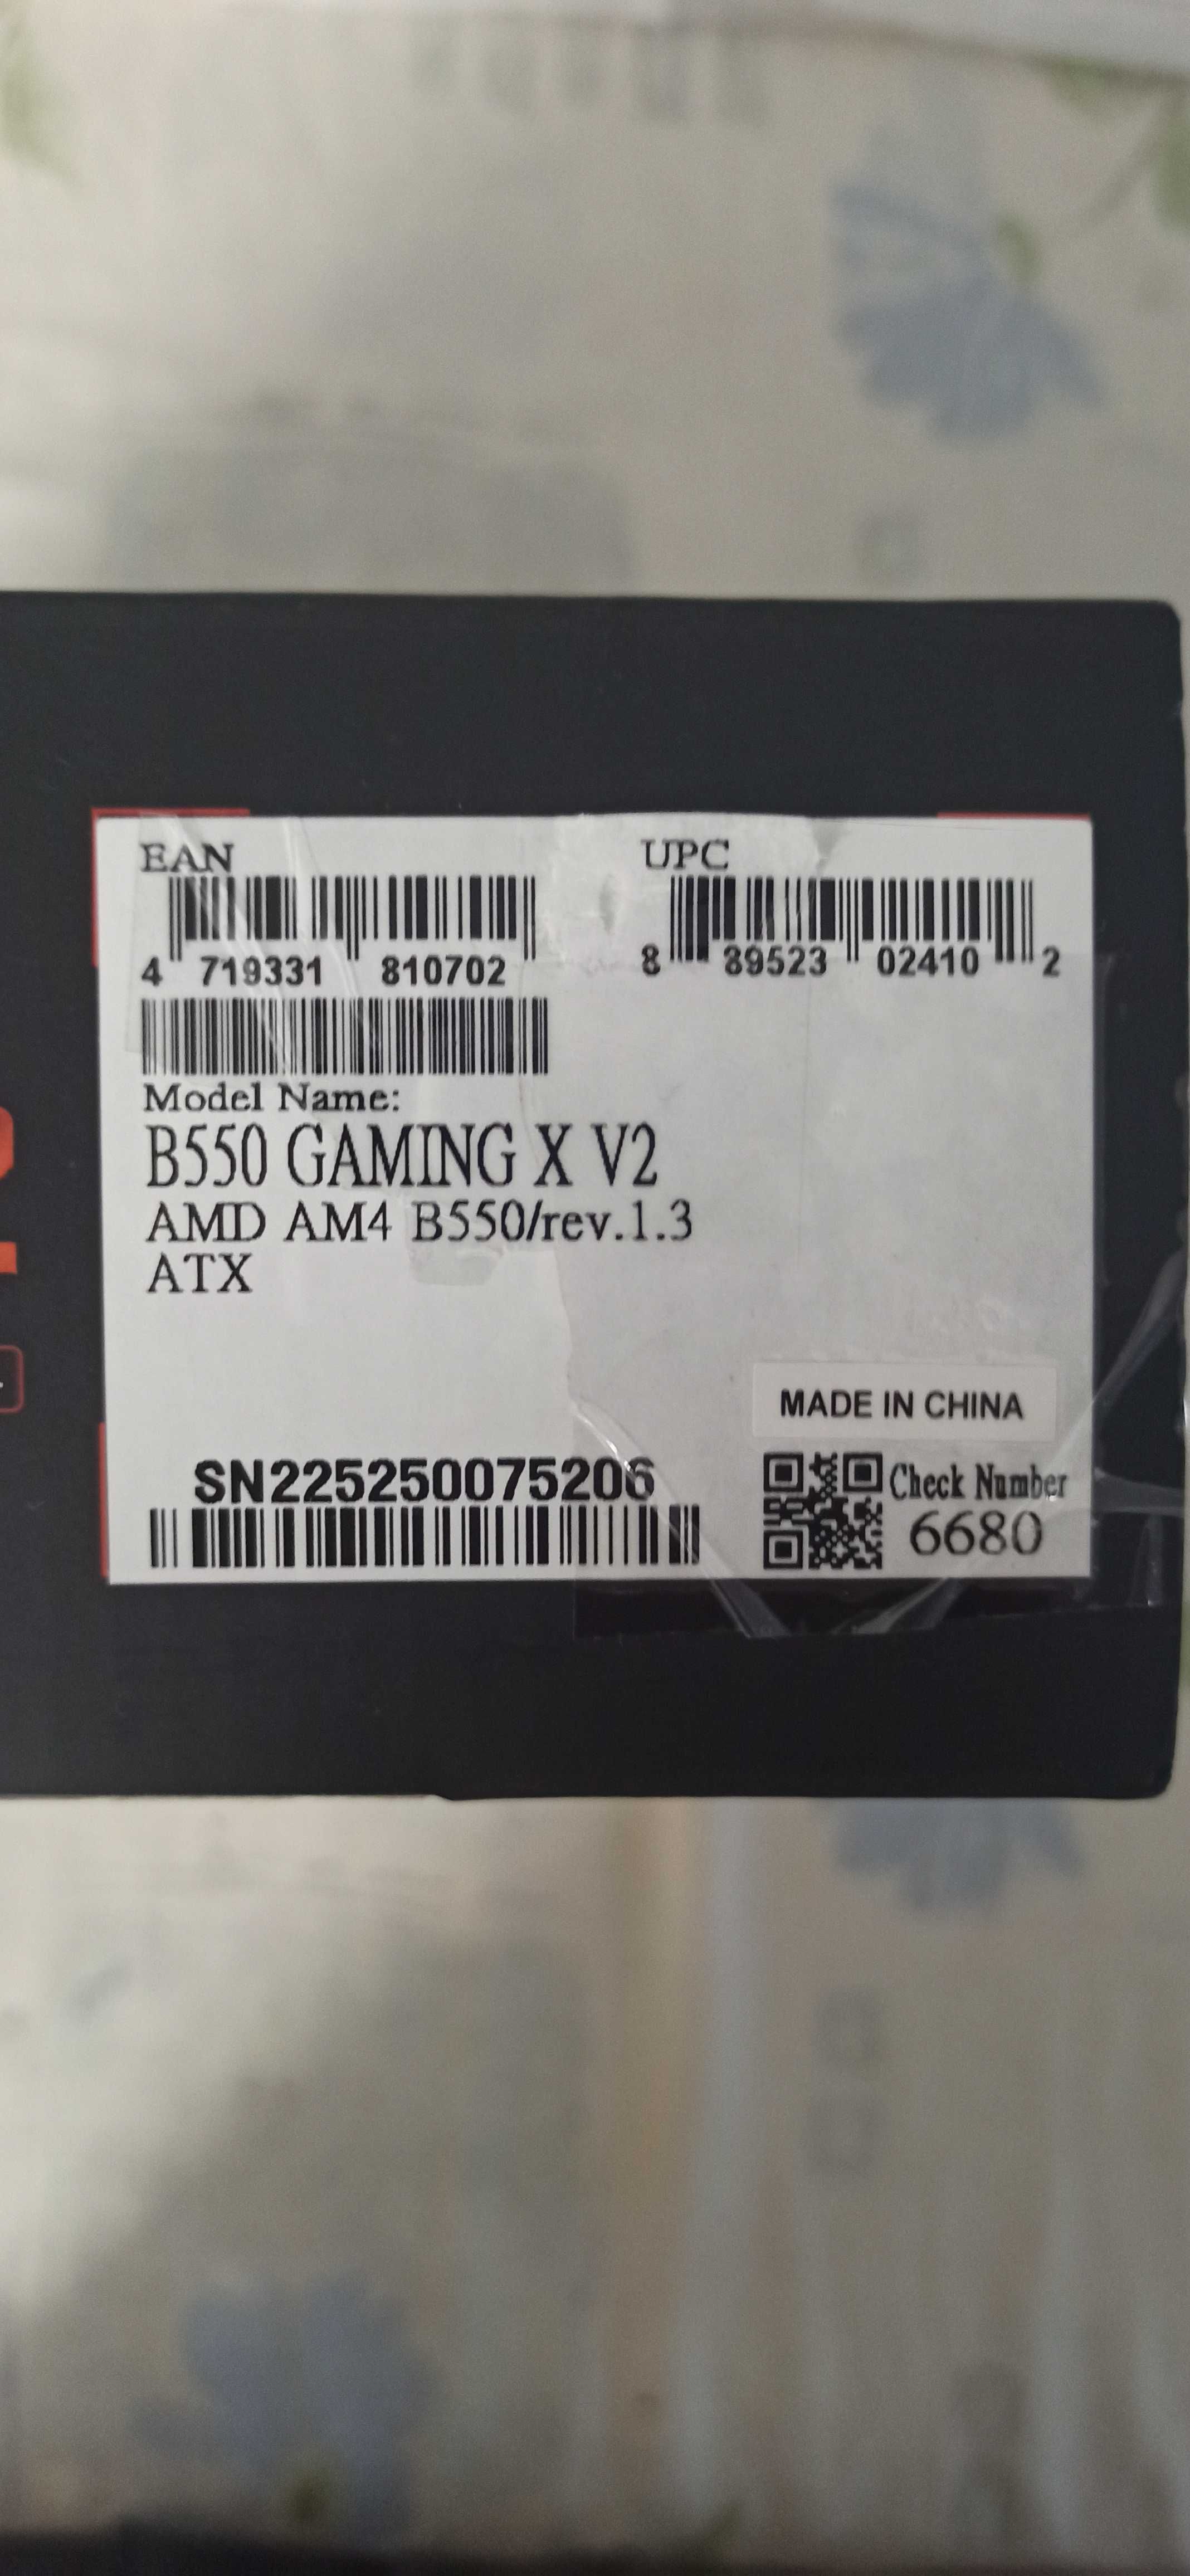 EAN
UPC
4 719331 810702
8 89523 02410 2
Model Name:
B550 GAMING X V2
AMD AM4 B550/rev.1.3
ATX
MADE IN CHINA
SN225250075206
Check Number
6680